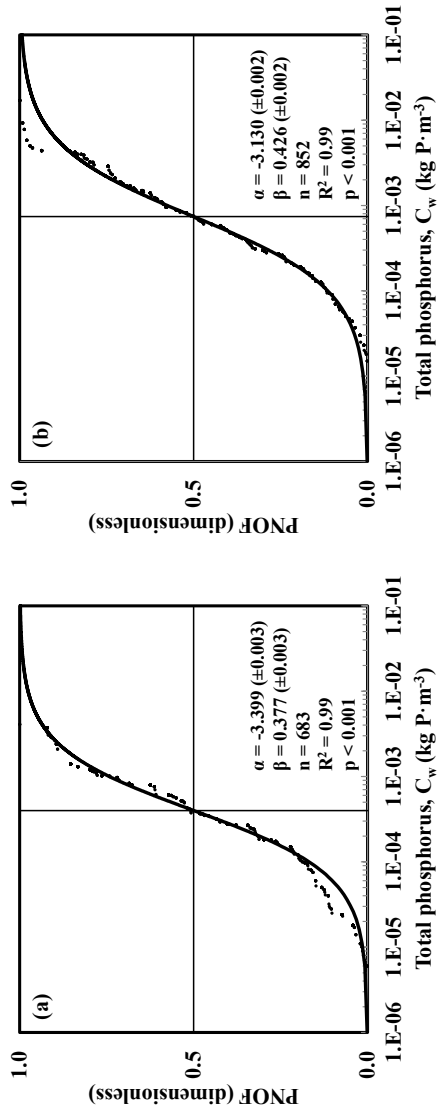 (a)
1.0
0.5
0.0
PNOF (dimensionless)
α = -3.399 (±0.003)
β = 0.377 (±0.003)
n = 683
R² = 0.99
p < 0.001
1.E-06 1.E-05 1.E-04 1.E-03 1.E-02 1.E-01
Total phosphorus, C_w (kg P·m⁻³)
(b)
1.0
0.5
0.0
PNOF (dimensionless)
α = -3.130 (±0.002)
β = 0.426 (±0.002)
n = 852
R² = 0.99
p < 0.001
1.E-06 1.E-05 1.E-04 1.E-03 1.E-02 1.E-01
Total phosphorus, C_w (kg P·m⁻³)